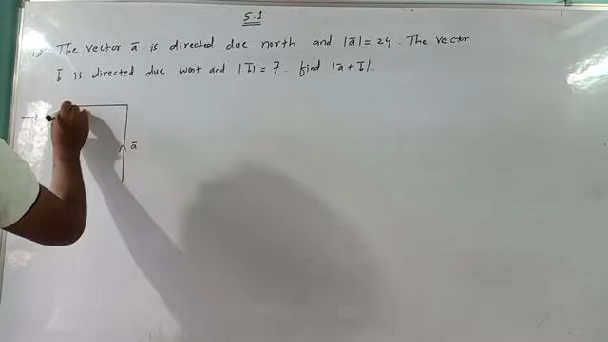 5.1
1) The vector ā is directed due north and |ā| = 24. The vector
b̄ is directed due west and |b̄| = 7. find |ā + b̄|.
ā